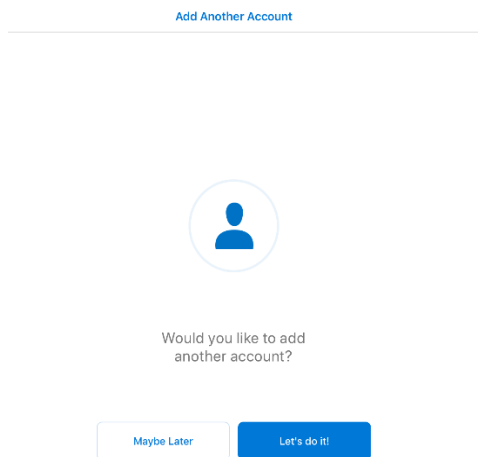 Add Another Account
Would you like to add
another account?
Maybe Later
Let's do it!